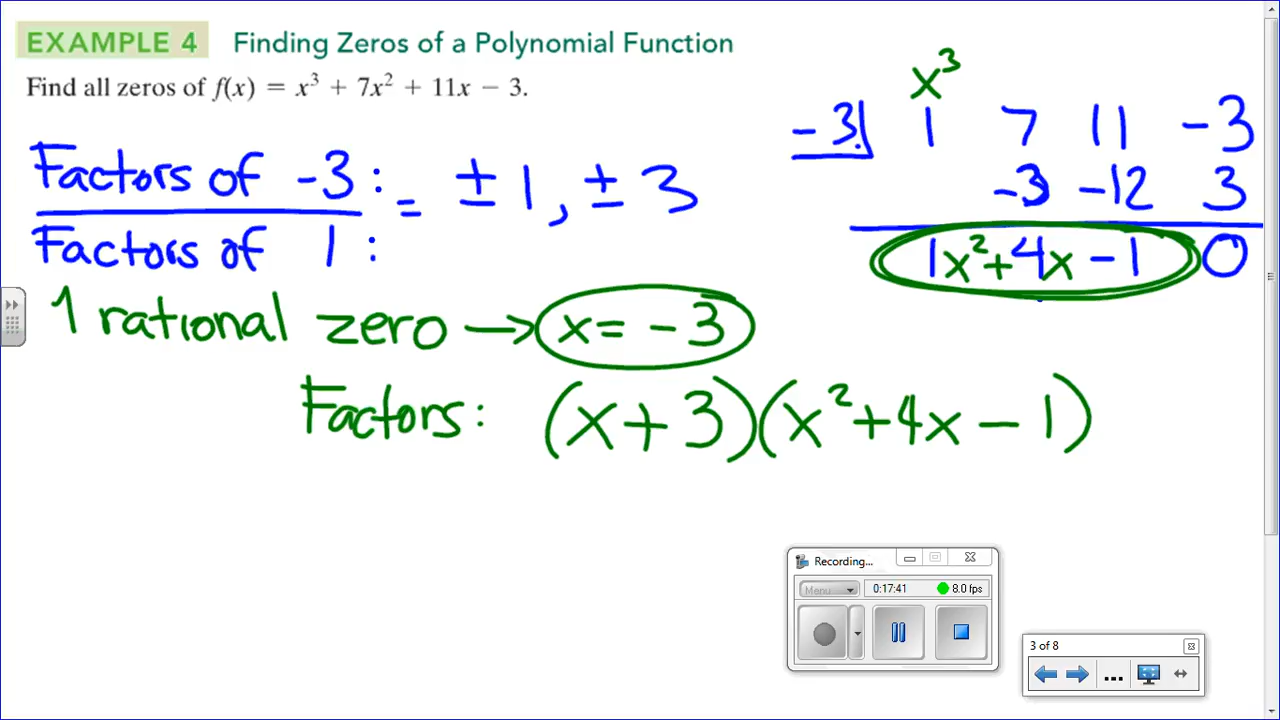 EXAMPLE 4 Finding Zeros of a Polynomial Function
Find all zeros of f(x) = x³ + 7x² + 11x − 3.
x³
-3 1 7 11 -3
-3 -12 3
1x²+4x -1 0
Factors of -3:
Factors of 1:
= ±1, ±3
1 rational zero → x = -3
Factors: (x+3)(x²+4x-1)
Recording...
Menu 0:17:41 8.0 fps
3 of 8
...